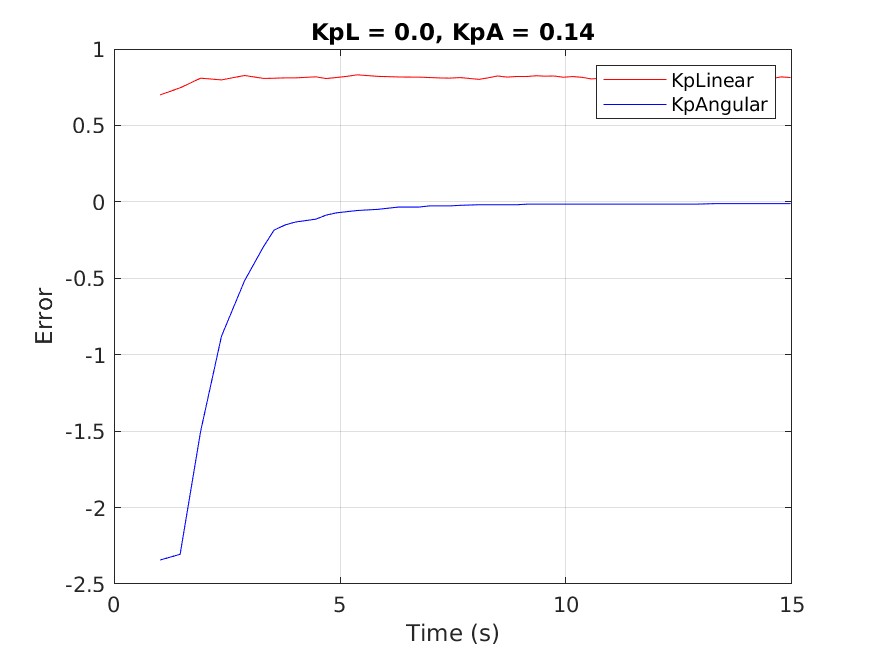 KpL = 0.0, KpA = 0.14
1
0.5
0
-0.5
-1
-1.5
-2
-2.5
Error
KpLinear
KpAngular
0 5 10 15
Time (s)